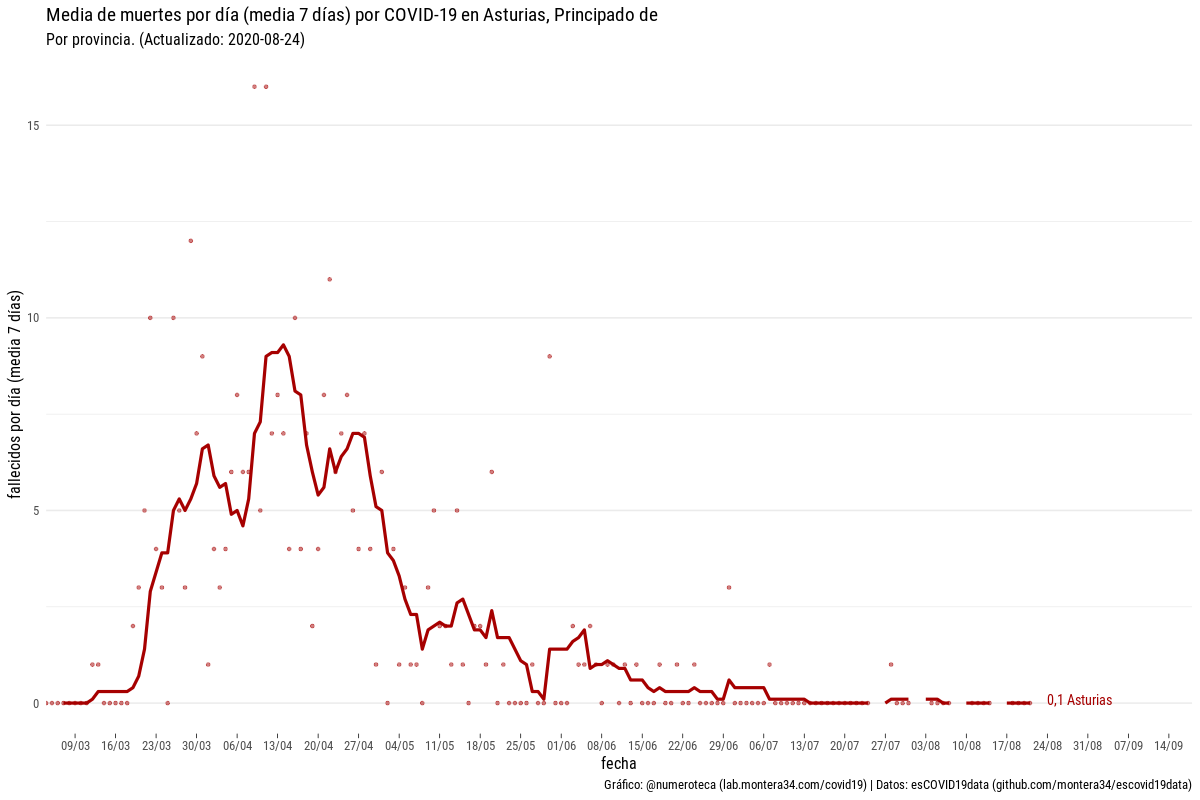 Media de muertes por día (media 7 días) por COVID-19 en Asturias, Principado de
Por provincia. (Actualizado: 2020-08-24)
fallecidos por día (media 7 días)
15
10
5
0
0,1 Asturias
09/03 16/03 23/03 30/03 06/04 13/04 20/04 27/04 04/05 11/05 18/05 25/05 01/06 08/06 15/06 22/06 29/06 06/07 13/07 20/07 27/07 03/08 10/08 17/08 24/08 31/08 07/09 14/09
fecha
Gráfico: @numeroteca (lab.montera34.com/covid19) | Datos: esCOVID19data (github.com/montera34/escovid19data)